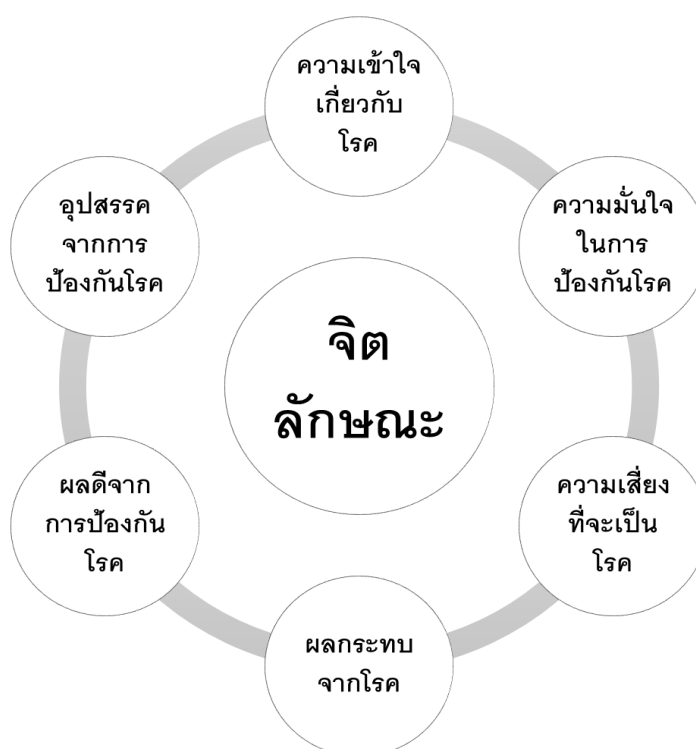 ความเข้าใจ
เกี่ยวกับ
โรค
ความมั่นใจ
ในการ
ป้องกันโรค
ความเสี่ยง
ที่จะเป็น
โรค
ผลกระทบ
จากโรค
ผลดีจาก
การป้องกัน
โรค
อุปสรรค
จากการ
ป้องกันโรค
จิต
ลักษณะ